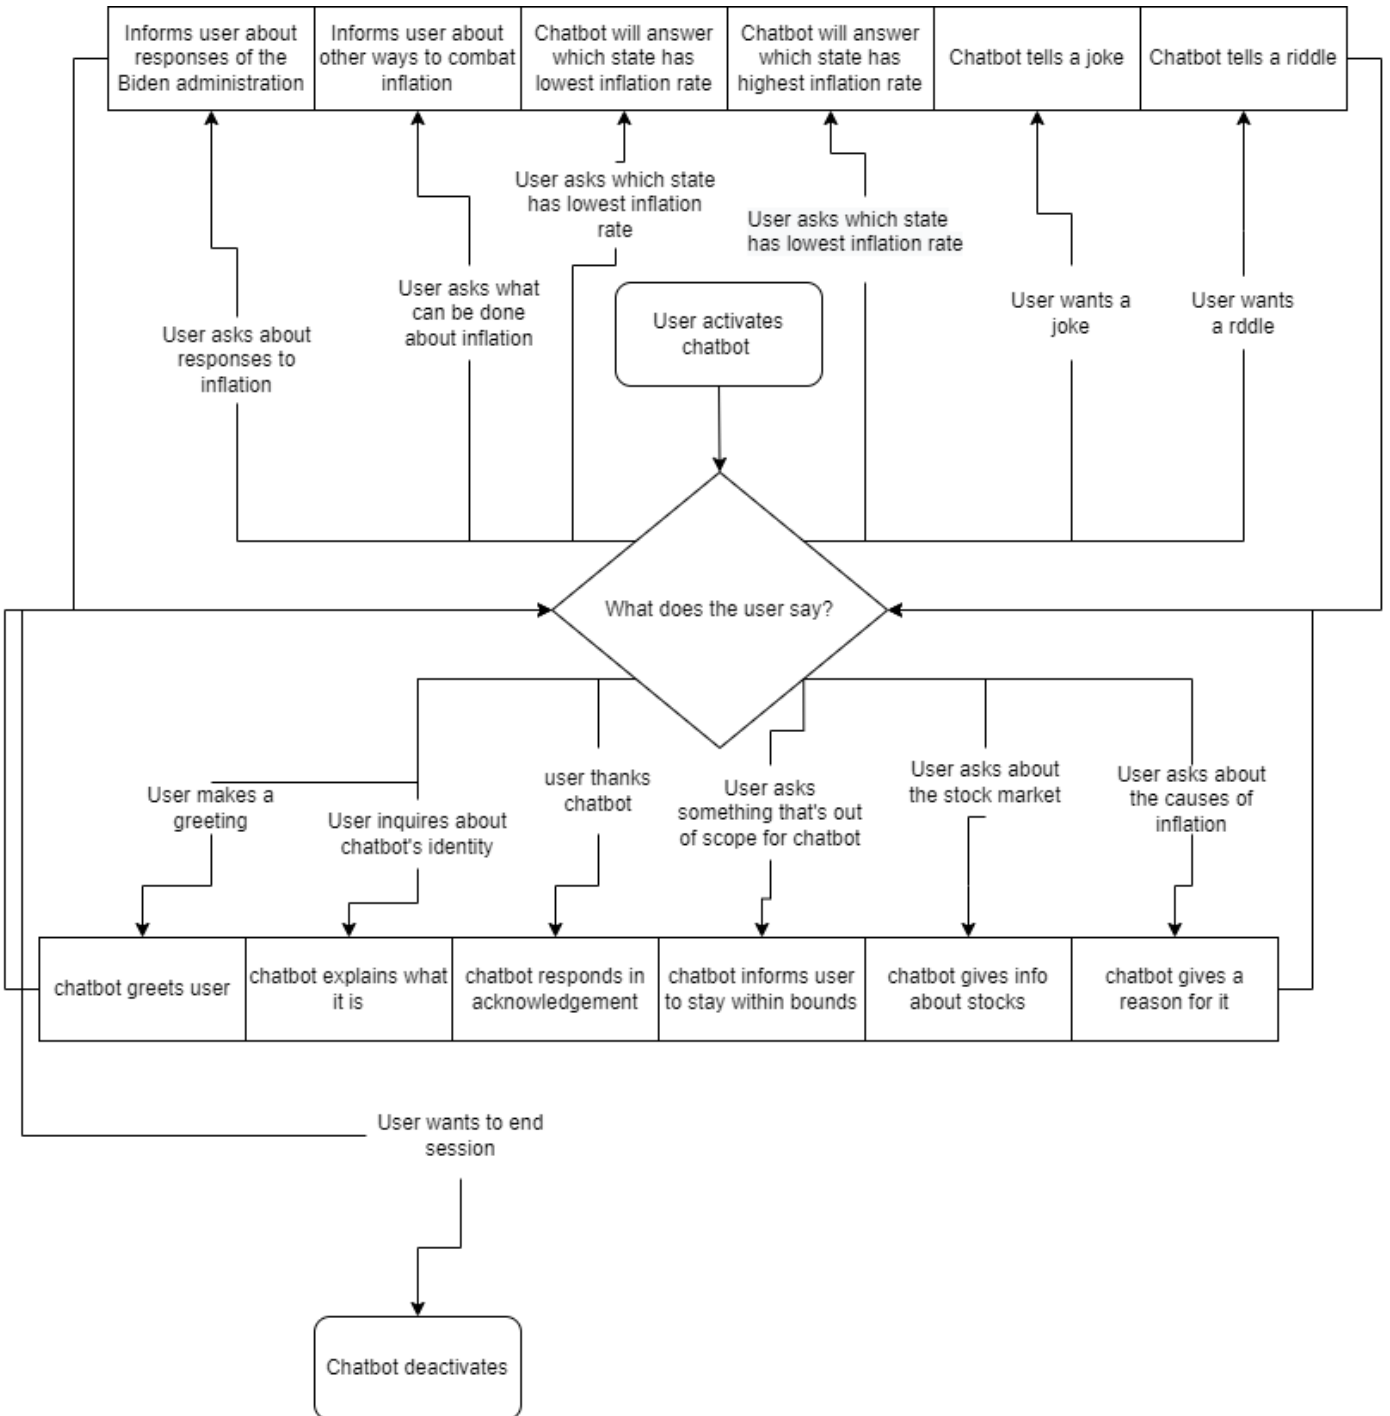 Informs user about
responses of the
Biden administration
Informs user about
other ways to combat
inflation
Chatbot will answer
which state has
lowest inflation rate
Chatbot will answer
which state has
highest inflation rate
Chatbot tells a joke
Chatbot tells a riddle
User asks which state
has lowest inflation
rate
User asks which state
has lowest inflation rate
User asks what
can be done
about inflation
User wants a
joke
User wants
a rddle
User asks about
responses to
inflation
User activates
chatbot
What does the user say?
User makes a
greeting
User inquires about
chatbot's identity
user thanks
chatbot
User asks
something that's out
of scope for chatbot
User asks about
the stock market
User asks about
the causes of
inflation
chatbot greets user
chatbot explains what
it is
chatbot responds in
acknowledgement
chatbot informs user
to stay within bounds
chatbot gives info
about stocks
chatbot gives a
reason for it
User wants to end
session
Chatbot deactivates